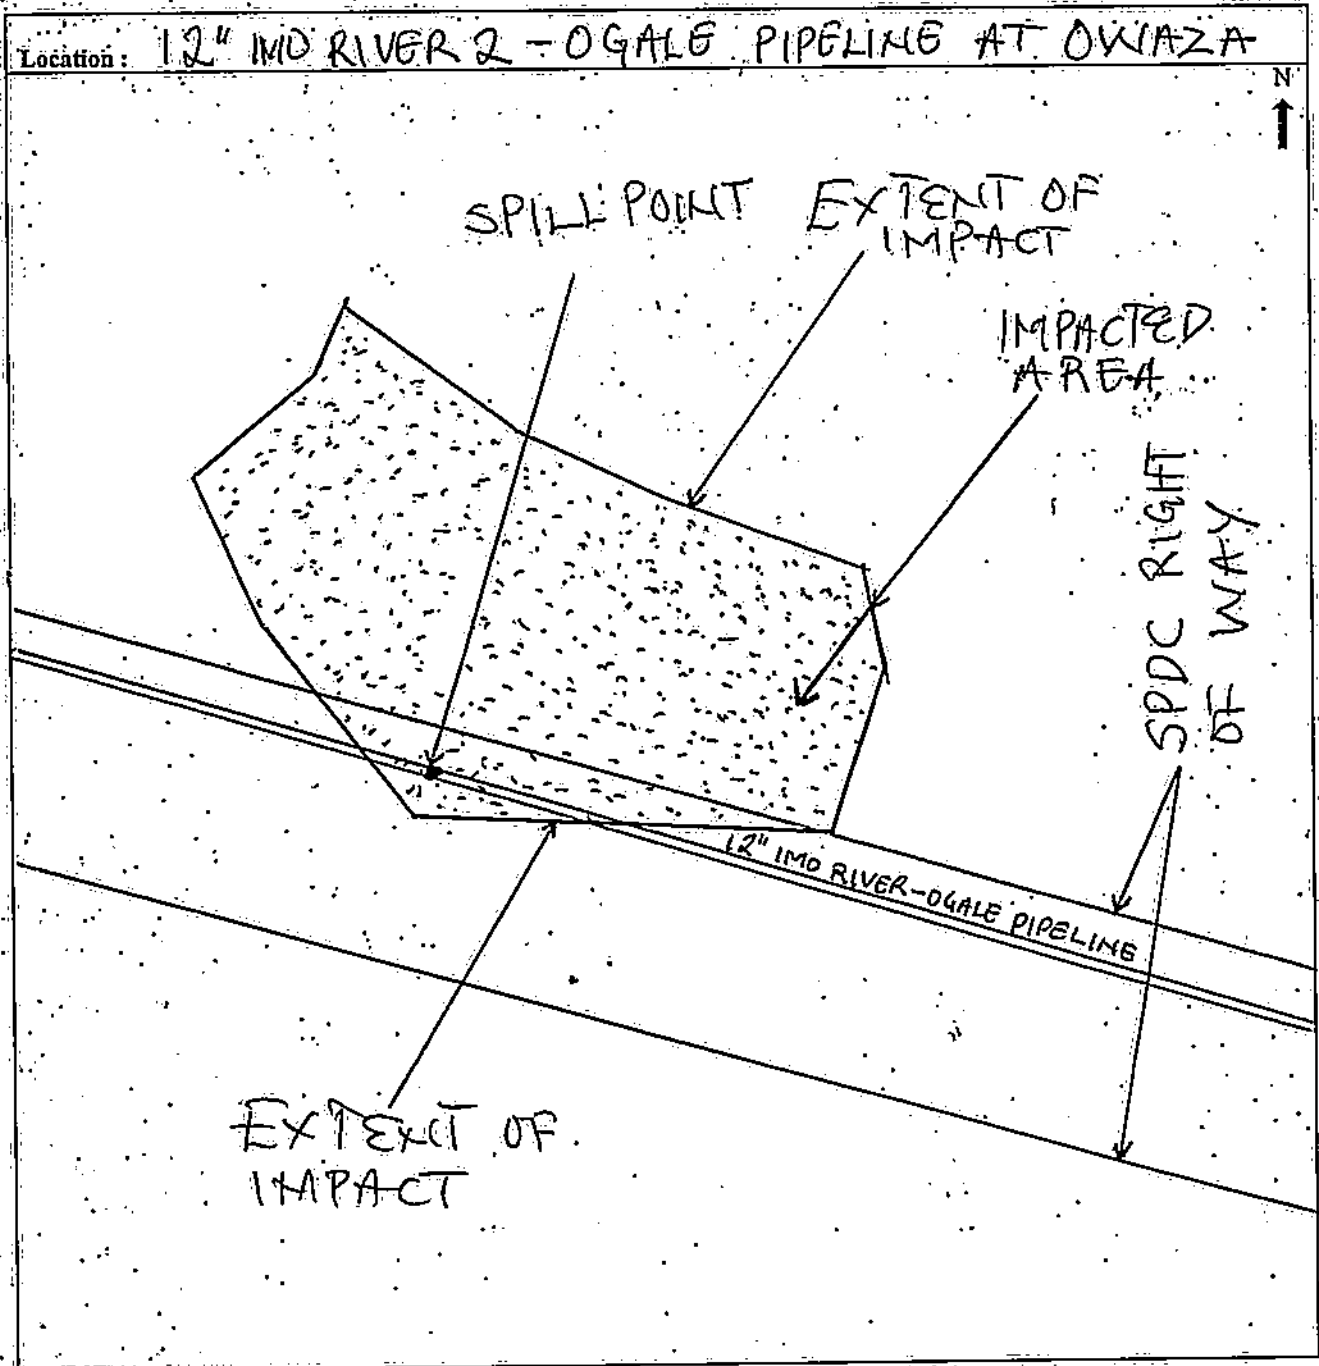 Location : 12" IMO RIVER 2 - OGALE PIPELINE AT OWAZA
N
SPILL POINT
EXTENT OF
IMPACT
IMPACTED
AREA
SPDC RIGHT
OF WAY
12" IMO RIVER-OGALE PIPELINE
EXTENT OF
IMPACT